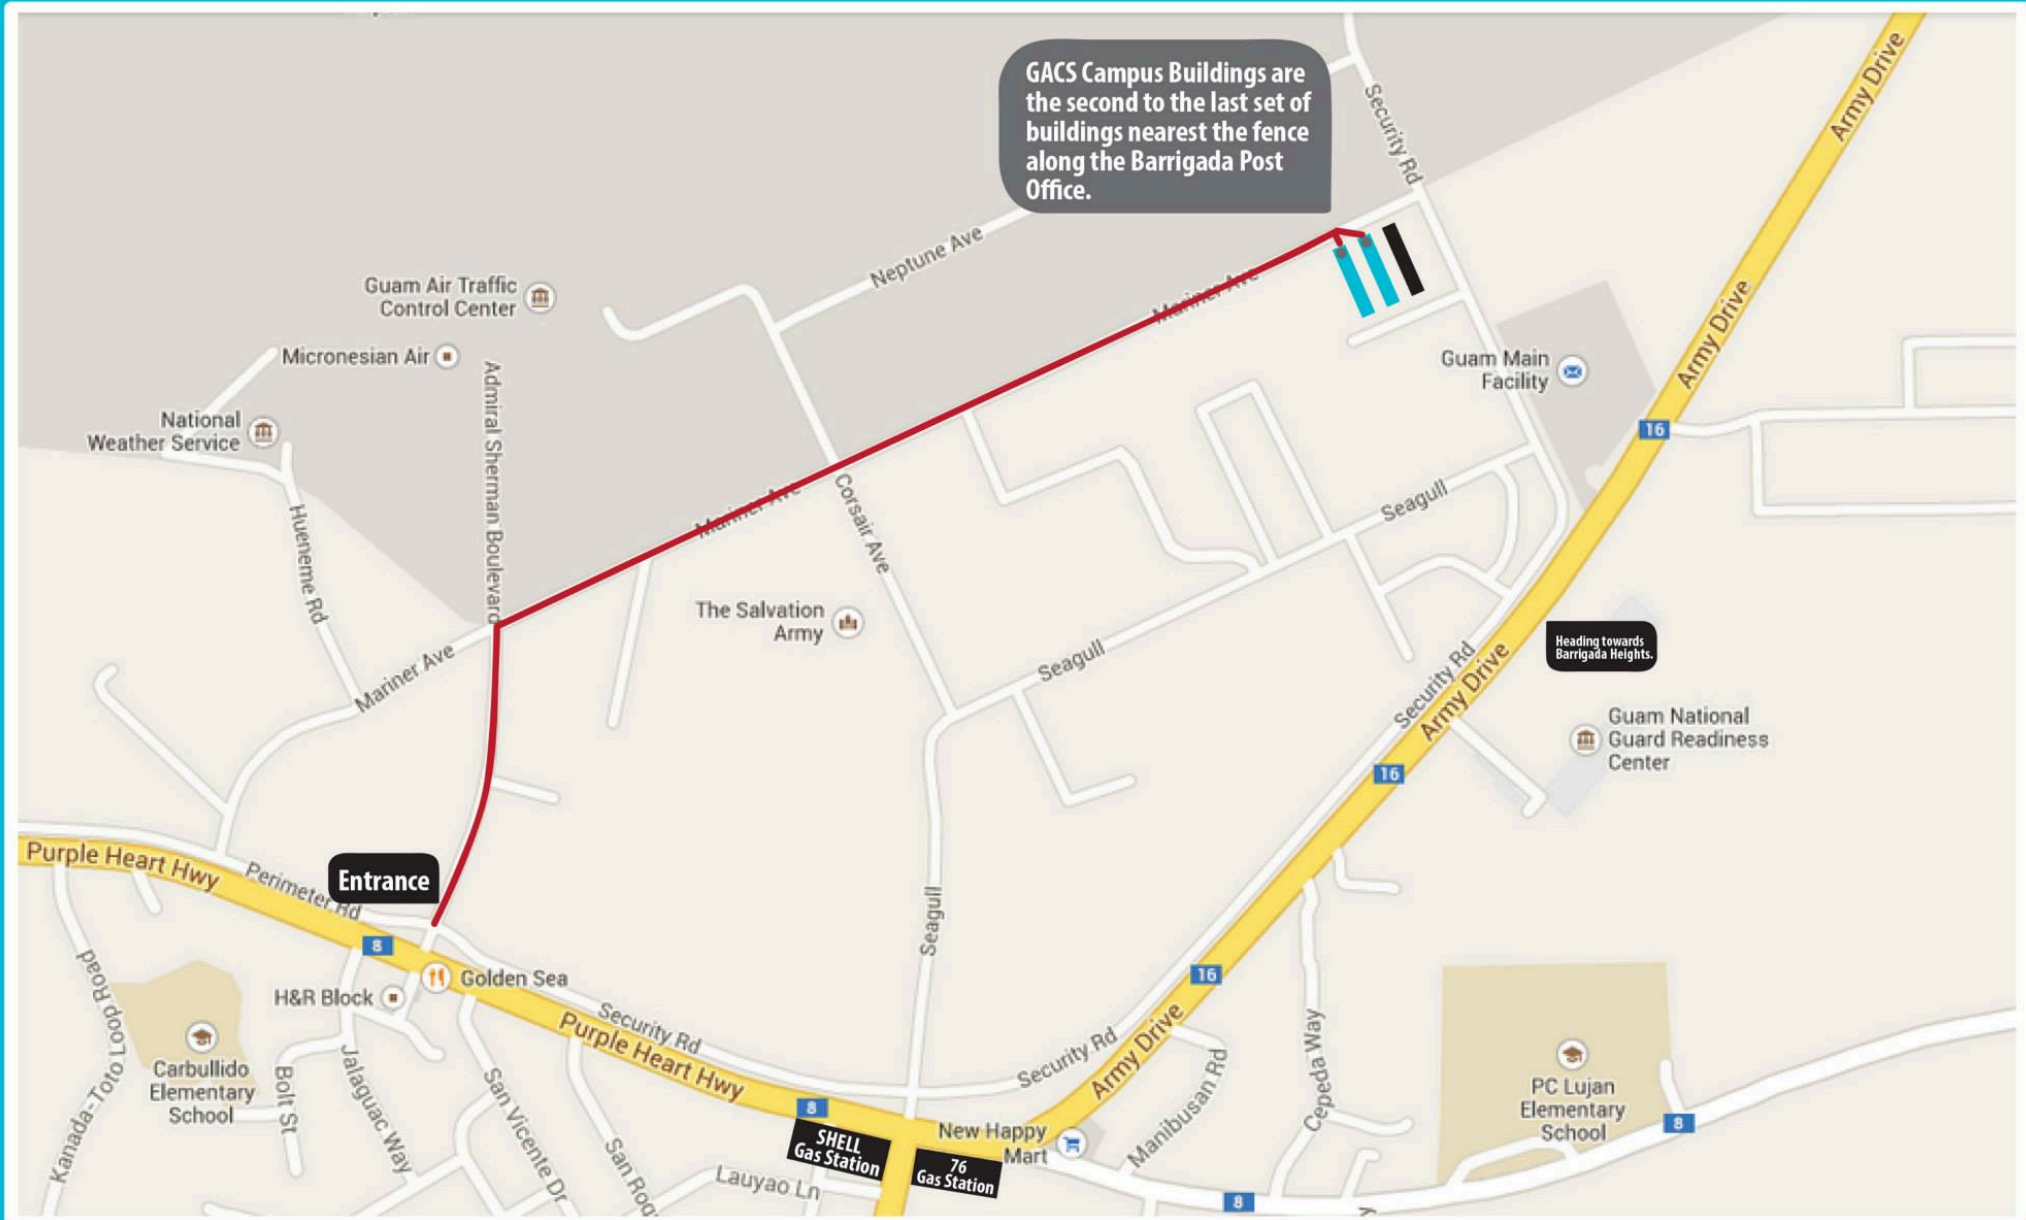 GACS Campus Buildings are
the second to the last set of
buildings nearest the fence
along the Barrigada Post
Office.
Army Drive
Security Rd
Neptune Ave
Guam Air Traffic
Control Center
Mariner Ave
Army Drive
Micronesian Air
Guam Main
Facility
Admiral Sherman Boulevard
National
Weather Service
16
Mariner Ave
Corsair Ave
Seagull
Hueneme Rd
The Salvation
Army
Heading towards
Barrigada Heights.
Seagull
Mariner Ave
Security Rd
Army Drive
Guam National
Guard Readiness
Center
16
Purple Heart Hwy
Perimeter Rd
Entrance
8
Seagull
Golden Sea
H&R Block
16
Loop Road
Kanada-Toto
Security Rd
Purple Heart Hwy
Security Rd
Army Drive
Cepepa Way
Manibusan Rd
Carbullido
Elementary
School
Bolt St
Jalaguac Way
San Vicente Dr
San Roq
PC Lujan
Elementary
School
8
8
SHELL
Gas Station
76
Gas Station
New Happy
Mart
Lauyao Ln
8